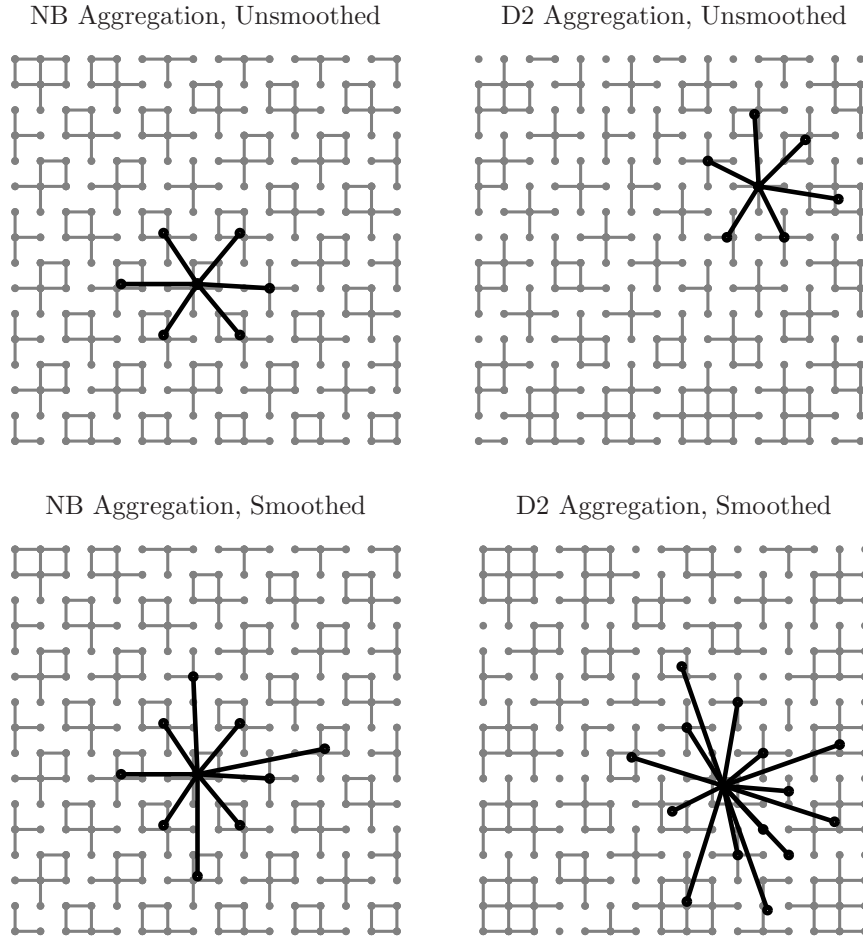 NB Aggregation, Unsmoothed
D2 Aggregation, Unsmoothed
NB Aggregation, Smoothed
D2 Aggregation, Smoothed